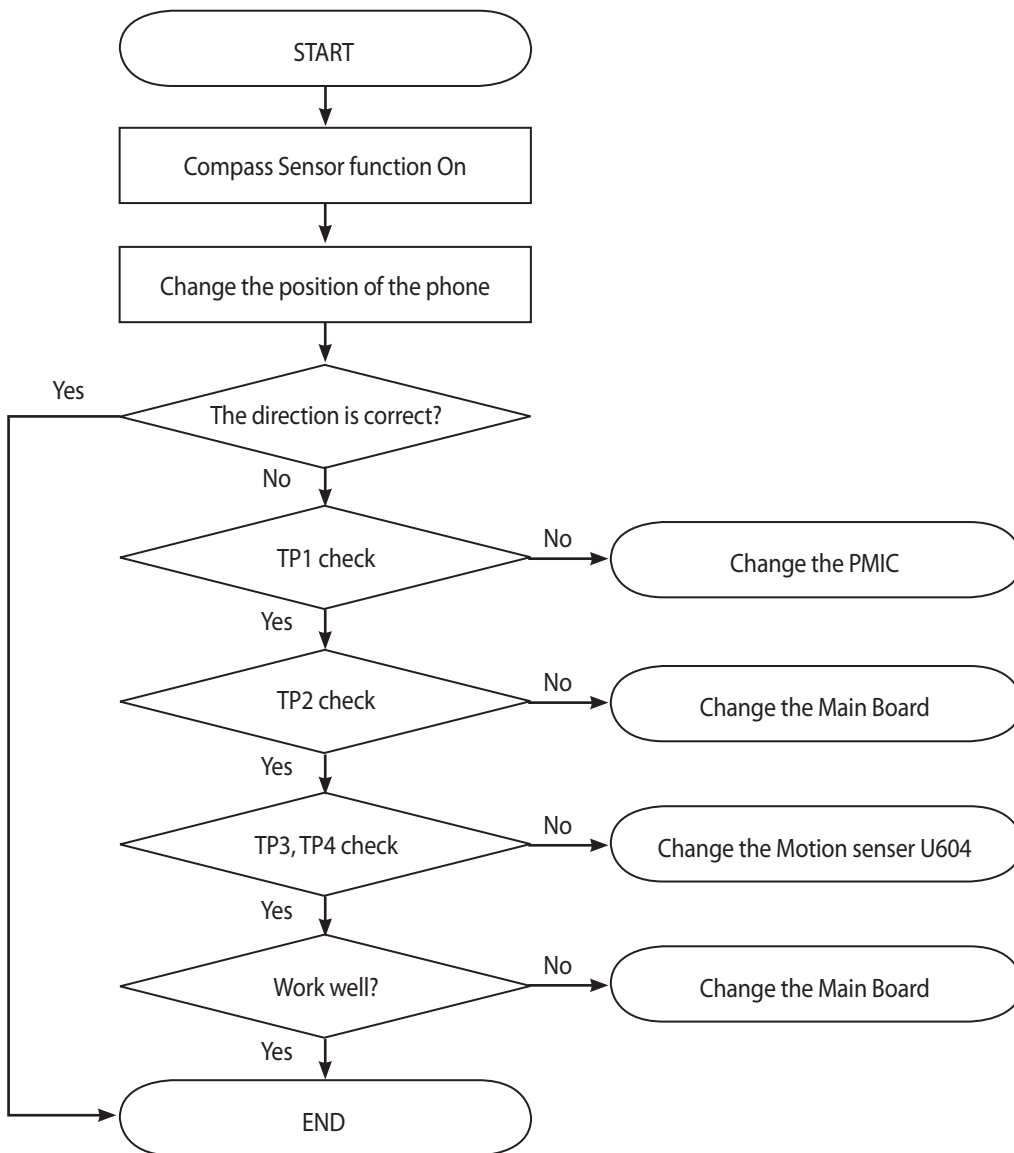 START
Compass Sensor function On
Change the position of the phone
Yes
The direction is correct?
No
TP1 check
No
Change the PMIC
Yes
TP2 check
No
Change the Main Board
Yes
TP3, TP4 check
No
Change the Motion senser U604
Yes
Work well?
No
Change the Main Board
Yes
END